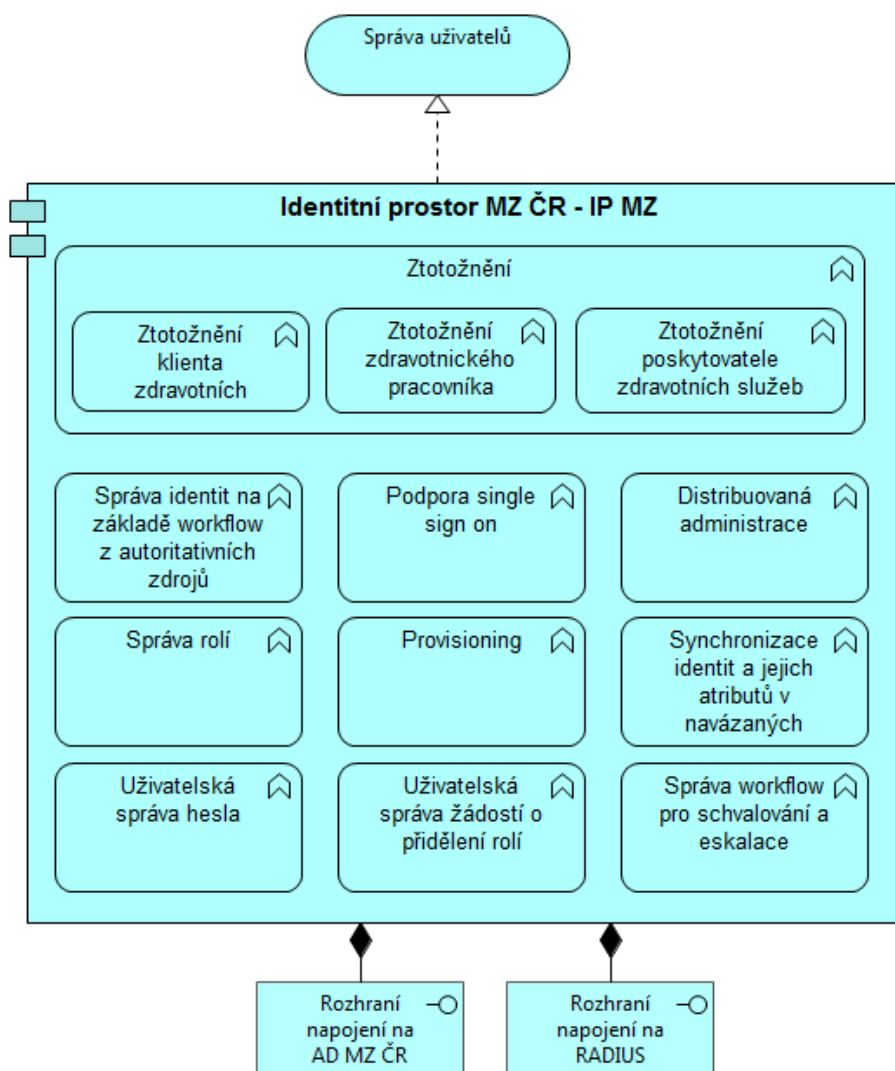 Správa uživatelů
Identitní prostor MZ ČR - IP MZ
Ztotožnění
Ztotožnění
klienta
zdravotních
Ztotožnění
zdravotnického
pracovníka
Ztotožnění
poskytovatele
zdravotních služeb
Správa identit na
základě workflow
z autoritativních
zdrojů
Podpora single
sign on
Distribuovaná
administrace
Správa rolí
Provisioning
Synchronizace
identit a jejich
atributů v
navázaných
Uživatelská
správa hesla
Uživatelská
správa žádostí o
přidělení rolí
Správa workflow
pro schvalování a
eskalace
Rozhraní
napojení na
AD MZ ČR
Rozhraní
napojení na
RADIUS